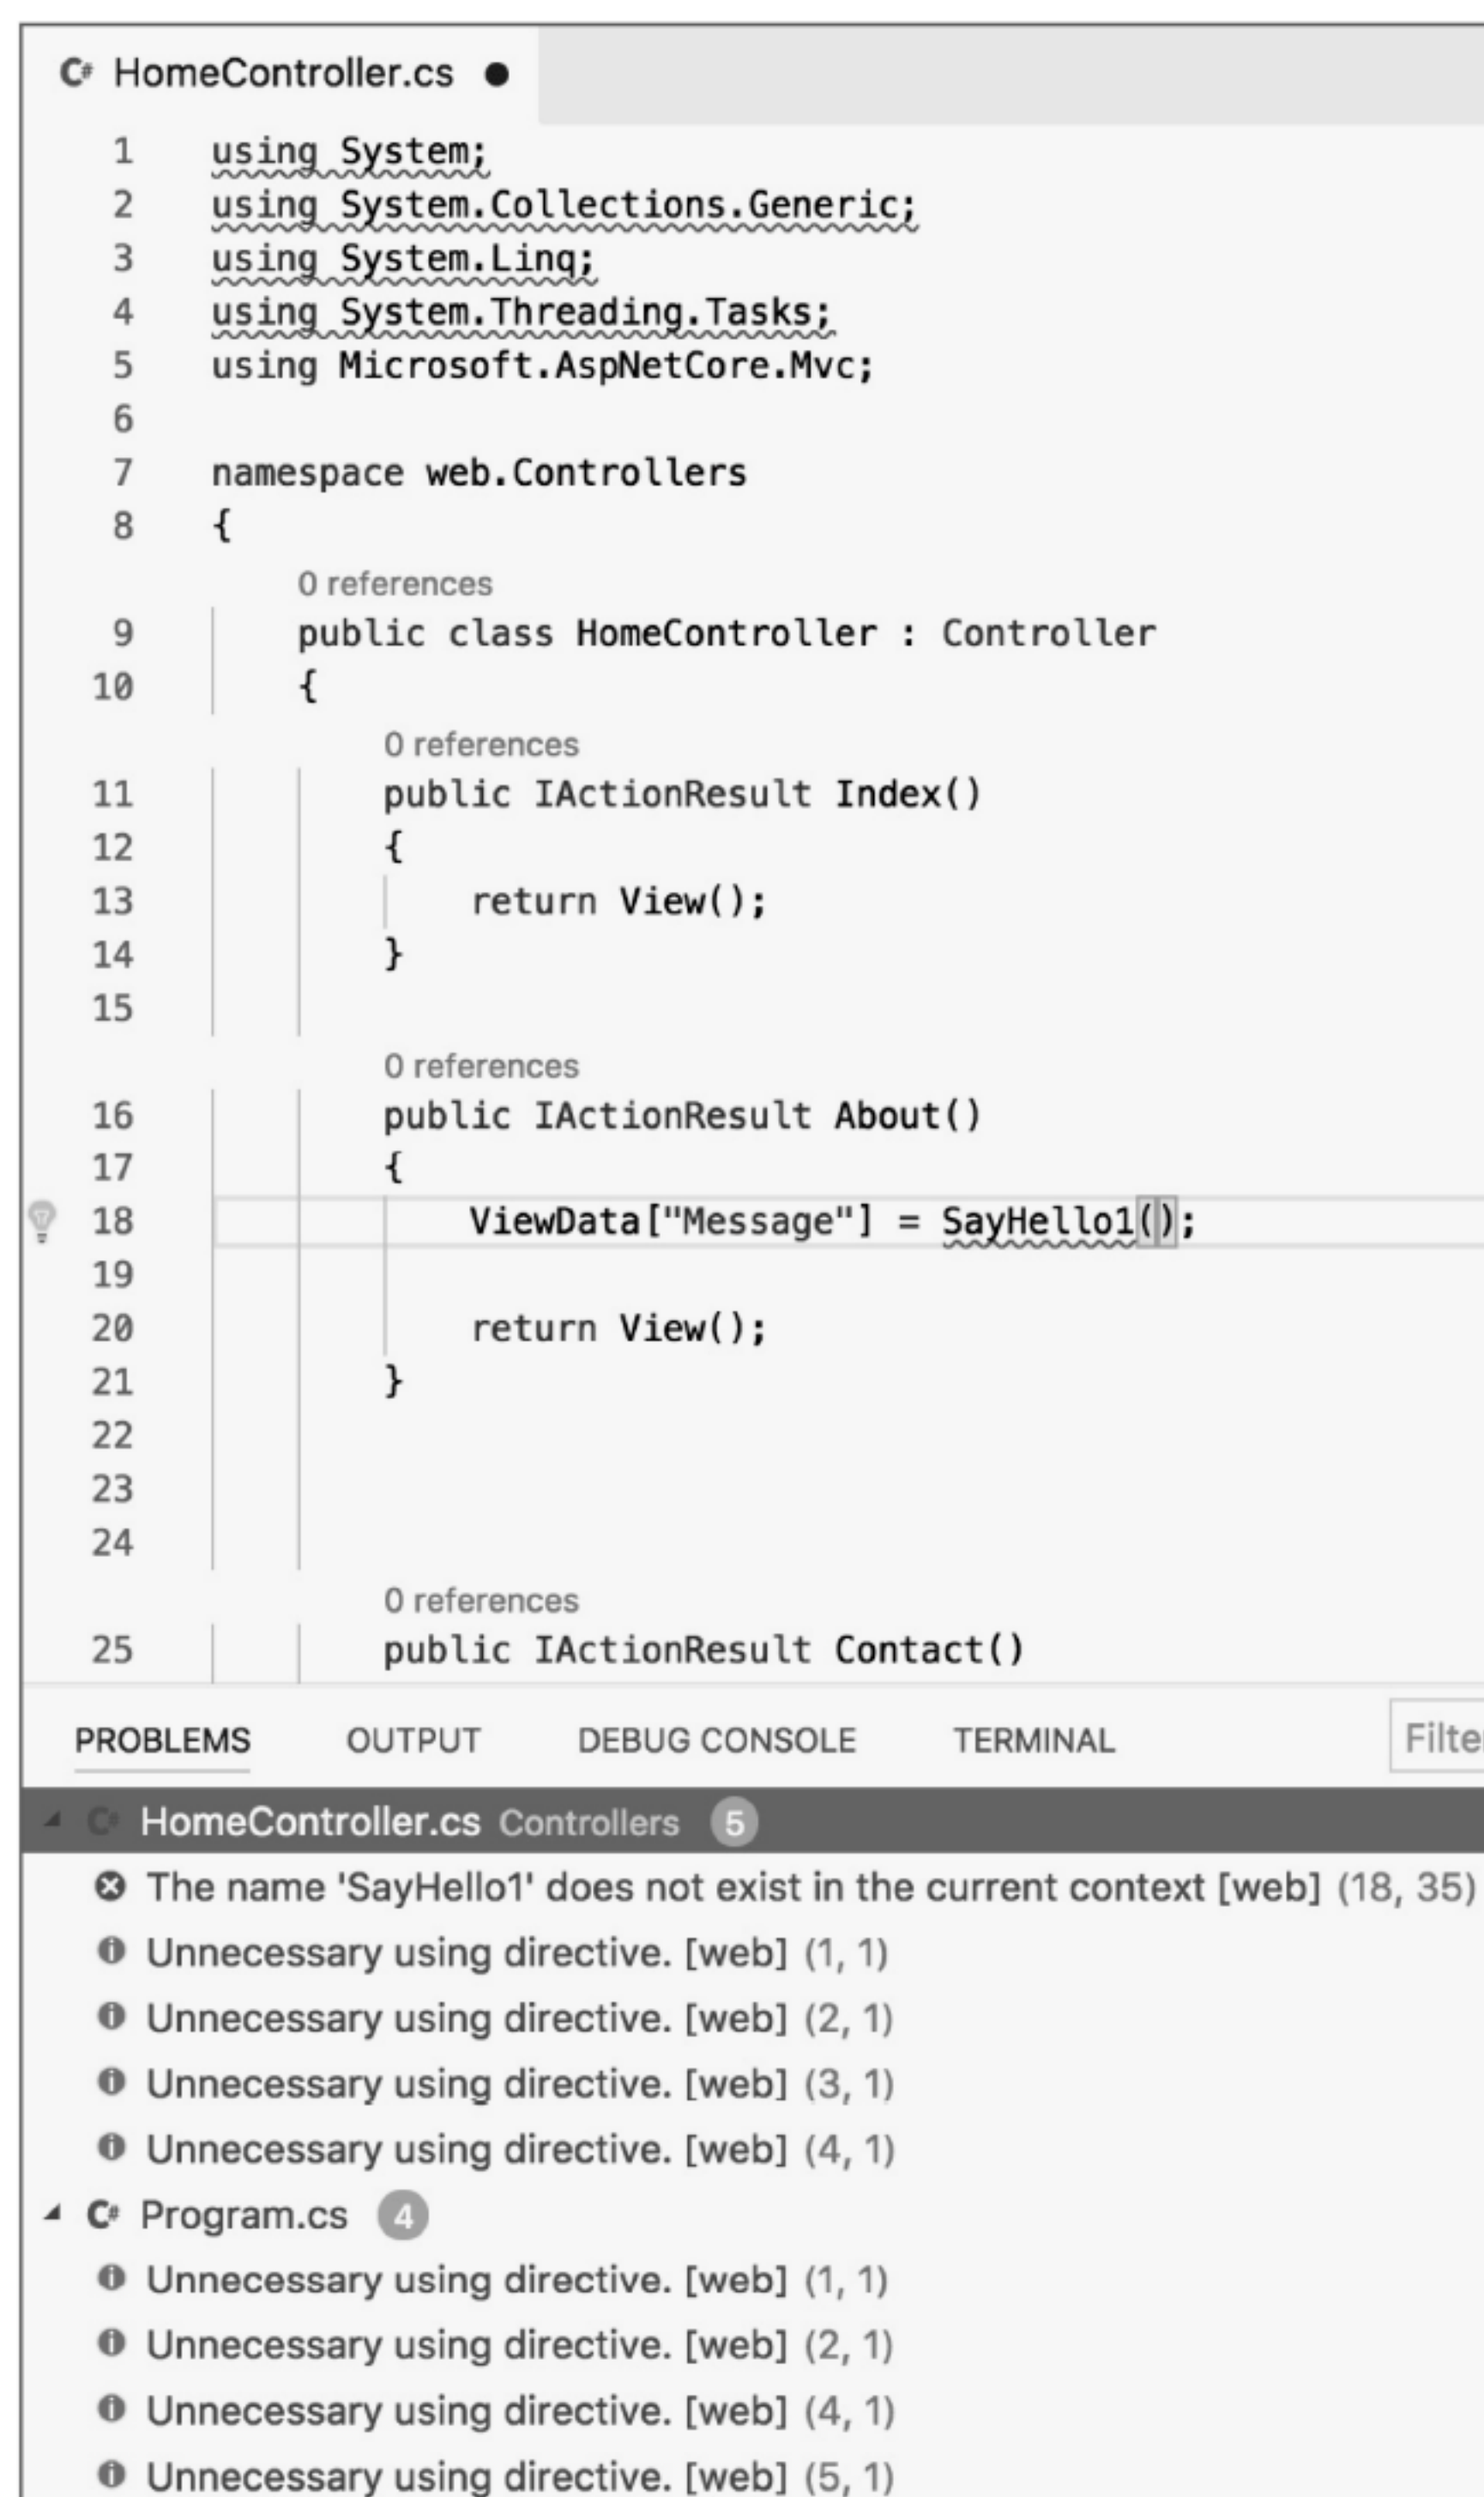 C# HomeController.cs
1 using System;
2 using System.Collections.Generic;
3 using System.Linq;
4 using System.Threading.Tasks;
5 using Microsoft.AspNetCore.Mvc;
6
7 namespace web.Controllers
8 {
0 references
9 public class HomeController : Controller
10 {
0 references
11 public IActionResult Index()
12 {
13 return View();
14 }
15
0 references
16 public IActionResult About()
17 {
18 ViewData["Message"] = SayHello1();
19
20 return View();
21 }
22
23
24
0 references
25 public IActionResult Contact()
PROBLEMS OUTPUT DEBUG CONSOLE TERMINAL Filte
C# HomeController.cs Controllers 5
The name 'SayHello1' does not exist in the current context [web] (18, 35)
Unnecessary using directive. [web] (1, 1)
Unnecessary using directive. [web] (2, 1)
Unnecessary using directive. [web] (3, 1)
Unnecessary using directive. [web] (4, 1)
C# Program.cs 4
Unnecessary using directive. [web] (1, 1)
Unnecessary using directive. [web] (2, 1)
Unnecessary using directive. [web] (4, 1)
Unnecessary using directive. [web] (5, 1)